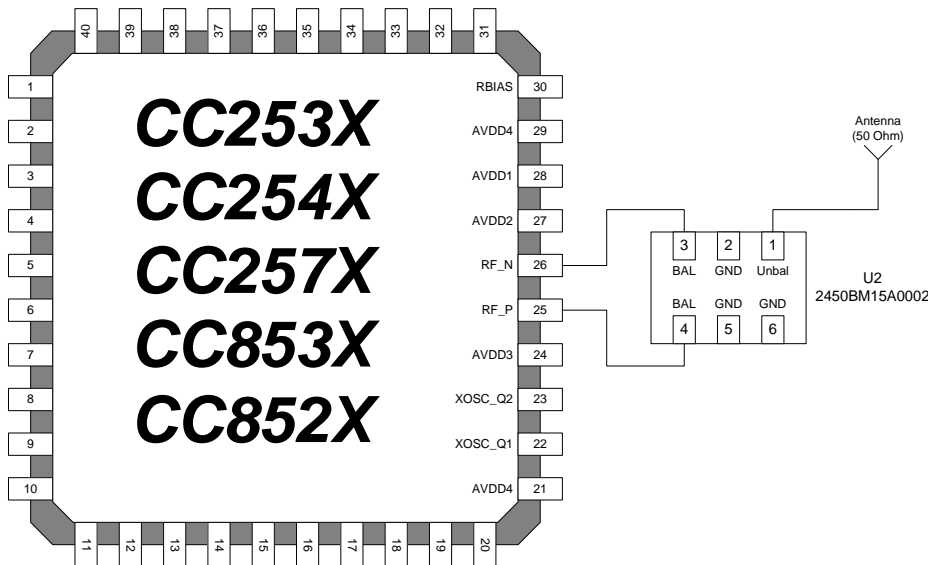 40 39 38 37 36 35 34 33 32 31
1 RBIAS 30
2 AVDD4 29
3 AVDD1 28
4 AVDD2 27
5 RF_N 26
6 RF_P 25
7 AVDD3 24
8 XOSC_Q2 23
9 XOSC_Q1 22
10 AVDD4 21
11 12 13 14 15 16 17 18 19 20
CC253X
CC254X
CC257X
CC853X
CC852X
Antenna
(50 Ohm)
3 2 1
BAL GND Unbal
BAL GND GND
4 5 6
U2
2450BM15A0002